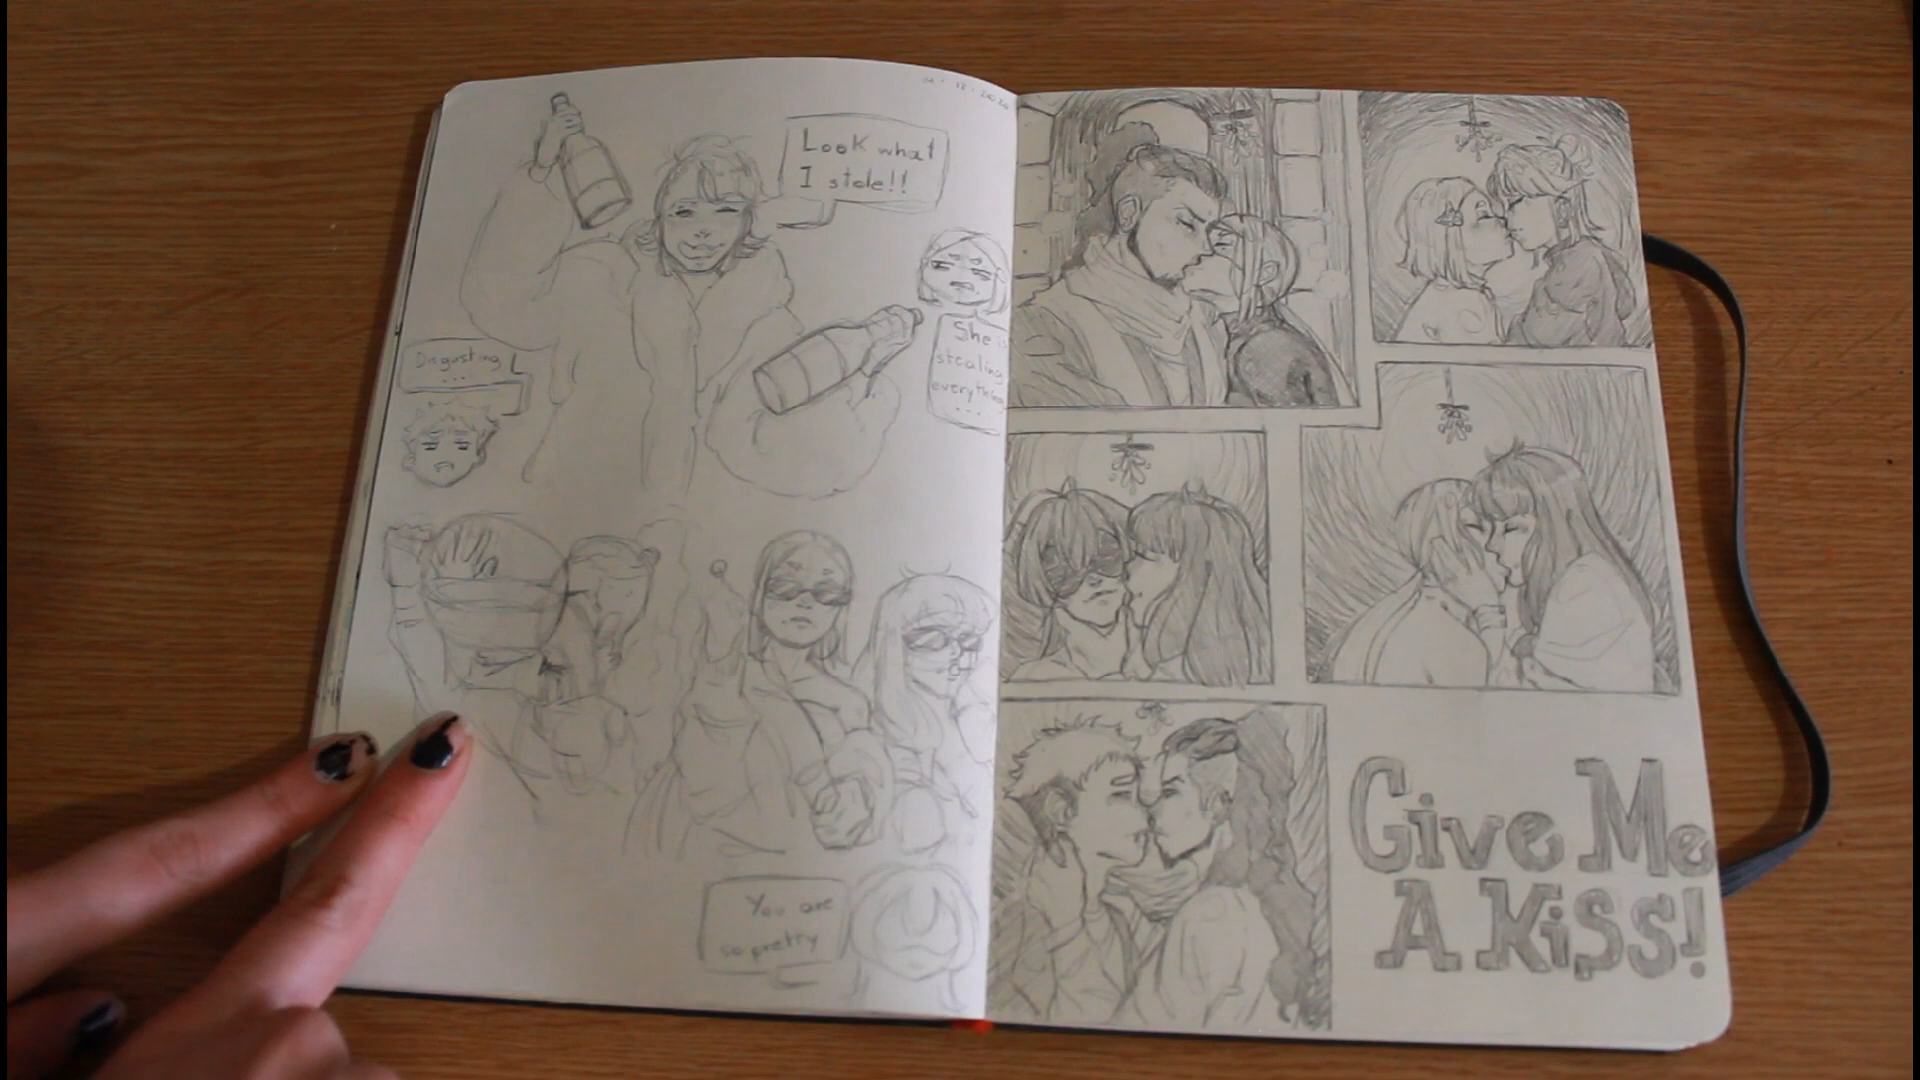 Look what
I stole!!
She is
stealing
everything
...
Disgusting
...
You are
so pretty
Give Me
A Kiss!